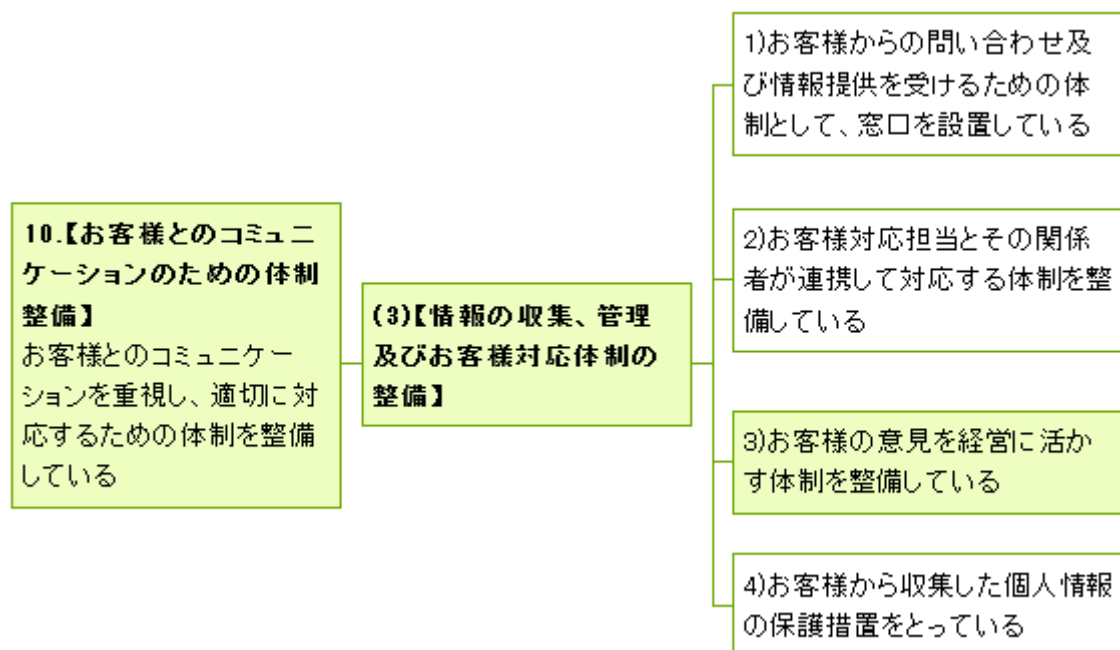 10.【お客様とのコミュニ
ケーションのための体制
整備】
お客様とのコミュニケー
ションを重視し、適切に対
応するための体制を整備
している
(3)【情報の収集、管理
及びお客様対応体制の
整備】
1)お客様からの問い合わせ及
び情報提供を受けるための体
制として、窓口を設置している
2)お客様対応担当とその関係
者が連携して対応する体制を整
備している
3)お客様の意見を経営に活か
す体制を整備している
4)お客様から収集した個人情報
の保護措置をとっている